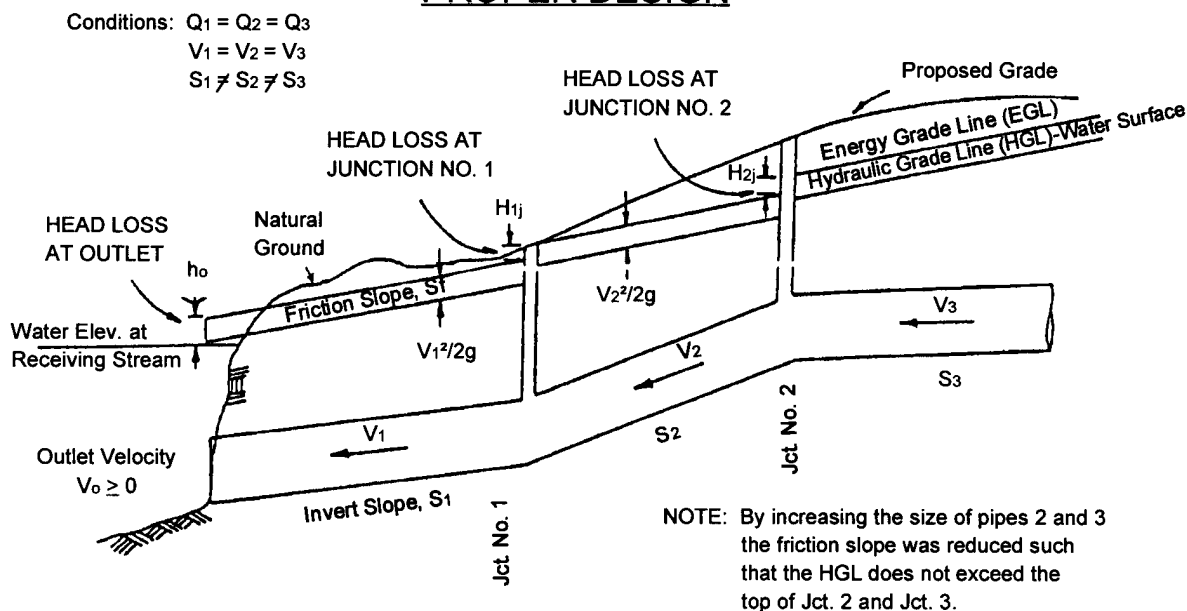 PROPER DESIGN
Conditions: Q₁ = Q₂ = Q₃
V₁ = V₂ = V₃
S₁ ≠ S₂ ≠ S₃
Proposed Grade
HEAD LOSS AT
JUNCTION NO. 2
Energy Grade Line (EGL)
Hydraulic Grade Line (HGL)-Water Surface
HEAD LOSS AT
JUNCTION NO. 1
H₂ⱼ
H₁ⱼ
HEAD LOSS
AT OUTLET
Natural
Ground
hₒ
Friction Slope, Sf
V₂²/2g
V₃
Water Elev. at
Receiving Stream
V₁²/2g
V₂
S₃
V₁
S₂
Jct. No. 2
Outlet Velocity
Vₒ ≥ 0
Invert Slope, S₁
Jct. No. 1
NOTE: By increasing the size of pipes 2 and 3
the friction slope was reduced such
that the HGL does not exceed the
top of Jct. 2 and Jct. 3.